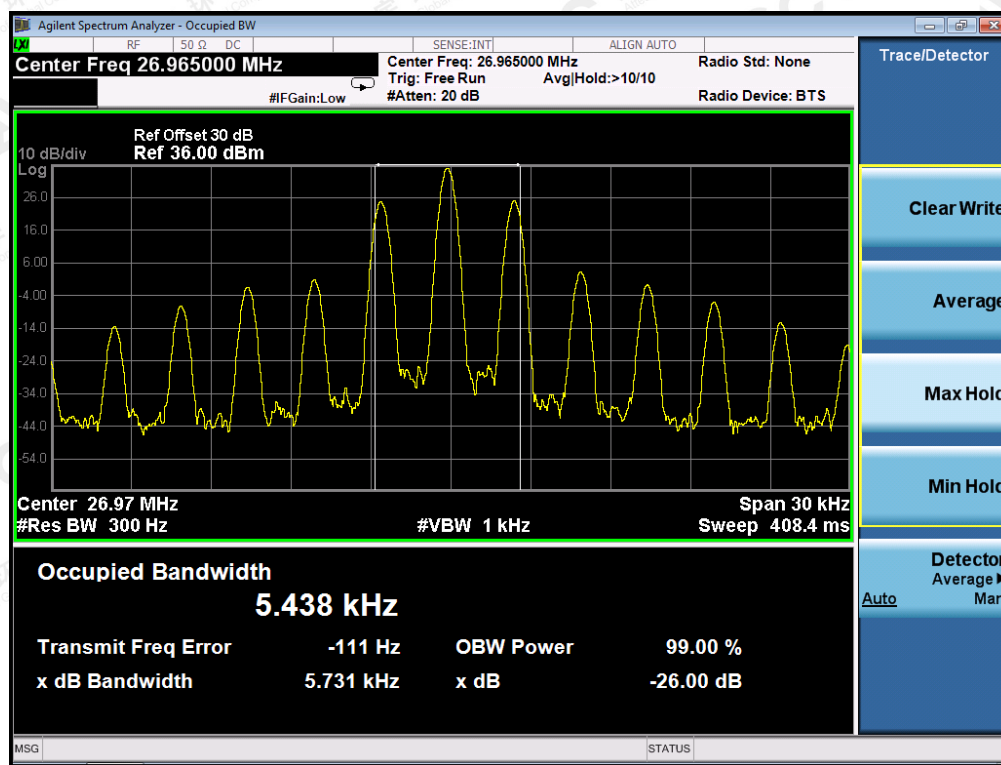 Agilent Spectrum Analyzer - Occupied BW
LXI RF 50 Ω DC SENSE:INT ALIGN AUTO
Center Freq 26.965000 MHz
Center Freq: 26.965000 MHz Radio Std: None
Trig: Free Run Avg|Hold:>10/10
#IFGain:Low #Atten: 20 dB Radio Device: BTS
Trace/Detector
Ref Offset 30 dB
10 dB/div Ref 36.00 dBm
Log
26.0
16.0
6.00
-4.00
-14.0
-24.0
-34.0
-44.0
-54.0
Center 26.97 MHz Span 30 kHz
#Res BW 300 Hz #VBW 1 kHz Sweep 408.4 ms
Occupied Bandwidth
5.438 kHz
Transmit Freq Error -111 Hz OBW Power 99.00 %
x dB Bandwidth 5.731 kHz x dB -26.00 dB
Clear Write
Average
Max Hold
Min Hold
Detector
Average
Auto Man
MSG STATUS